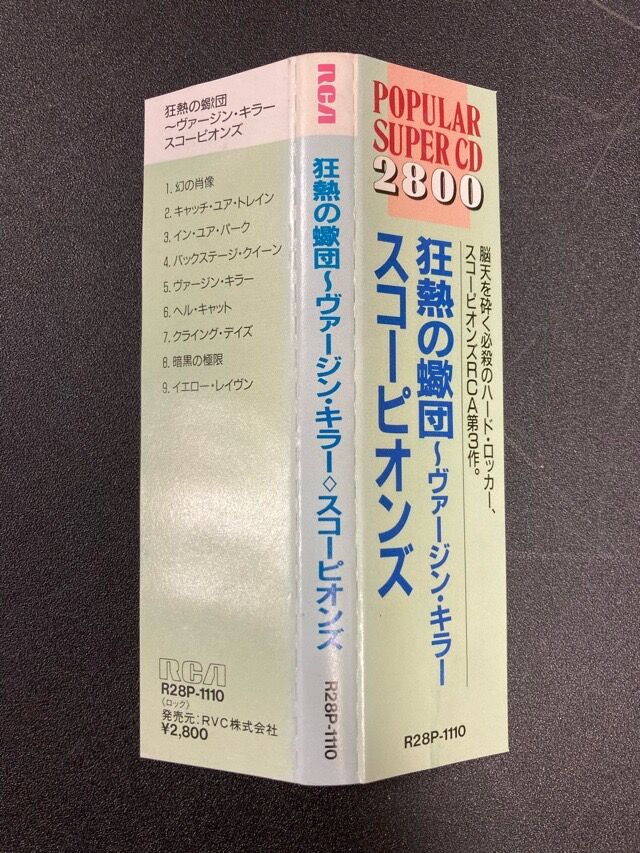 狂熱の蠍団
～ヴァージン・キラー
スコーピオンズ
1. 幻の肖像
2. キャッチ・ユア・トレイン
3. イン・ユア・パーク
4. バックステージ・クイーン
5. ヴァージン・キラー
6. ヘル・キャット
7. クライング・デイズ
8. 暗黒の極限
9. イエロー・レイヴン
RCA
R28P-1110
〈ロック〉
発売元：RVC株式会社
¥2,800
RCA
狂熱の蠍団～ヴァージン・キラー◇スコーピオンズ
R28P-1110
POPULAR
SUPER CD
2800
脳天を砕く必殺のハード・ロッカー、
スコーピオンズRCA第3作。
狂熱の蠍団～ヴァージン・キラー
スコーピオンズ
R28P-1110